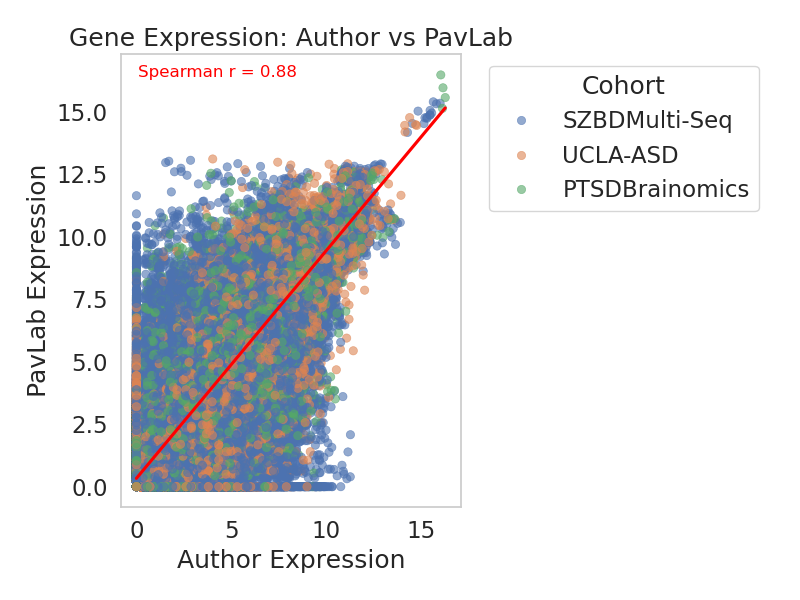 Gene Expression: Author vs PavLab
Spearman r = 0.88
PavLab Expression
15.0
12.5
10.0
7.5
5.0
2.5
0.0
0 5 10 15
Author Expression
Cohort
SZBDMulti-Seq
UCLA-ASD
PTSDBrainomics